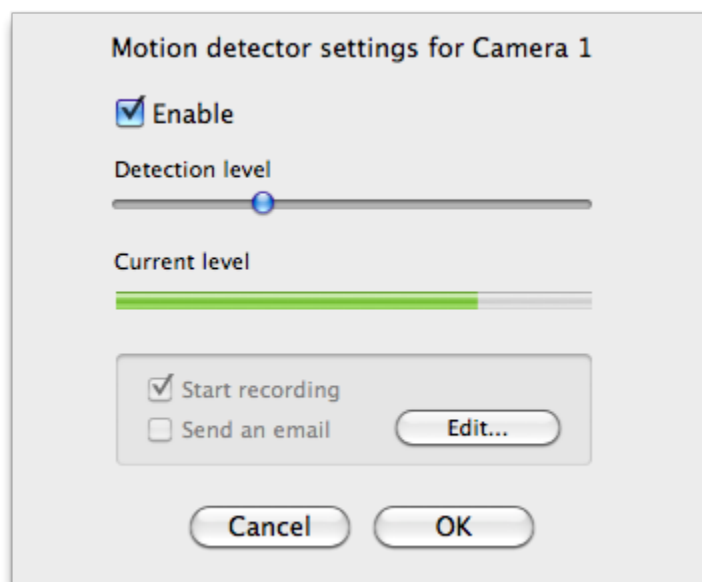 Motion detector settings for Camera 1
Enable
Detection level
Current level
Start recording
Send an email
Edit...
Cancel
OK